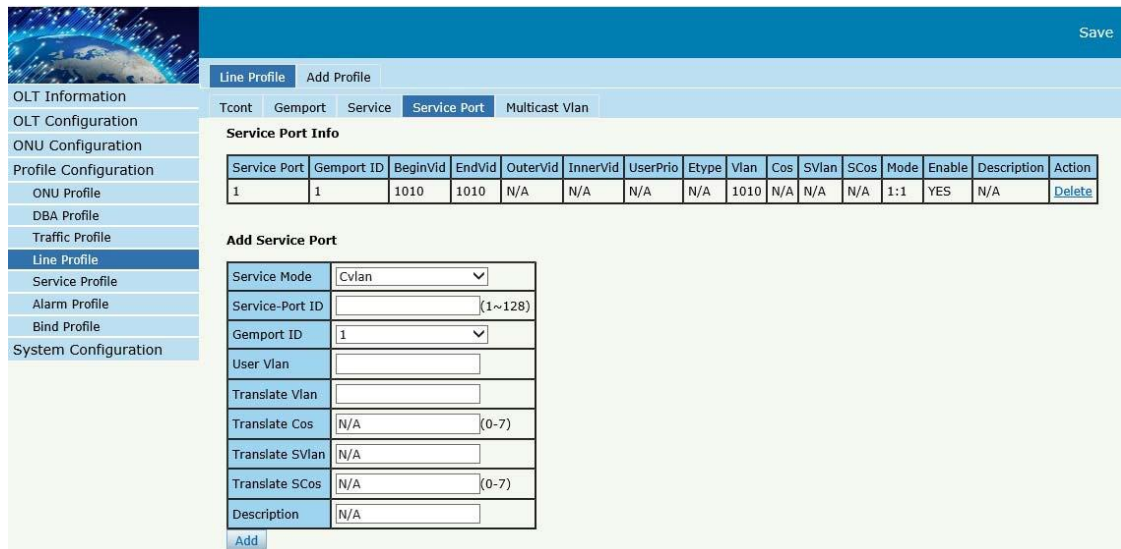 Save
Line Profile Add Profile
OLT Information
OLT Configuration
ONU Configuration
Profile Configuration
ONU Profile
DBA Profile
Traffic Profile
Line Profile
Service Profile
Alarm Profile
Bind Profile
System Configuration
Tcont Gemport Service Service Port Multicast Vlan
Service Port Info
Service Port Gemport ID BeginVid EndVid OuterVid InnerVid UserPrio Etype Vlan Cos SVlan SCos Mode Enable Description Action
1 1 1010 1010 N/A N/A N/A N/A 1010 N/A N/A N/A 1:1 YES N/A Delete
Add Service Port
Service Mode Cvlan
Service-Port ID (1~128)
Gemport ID 1
User Vlan
Translate Vlan
Translate Cos N/A (0-7)
Translate SVlan N/A
Translate SCos N/A (0-7)
Description N/A
Add